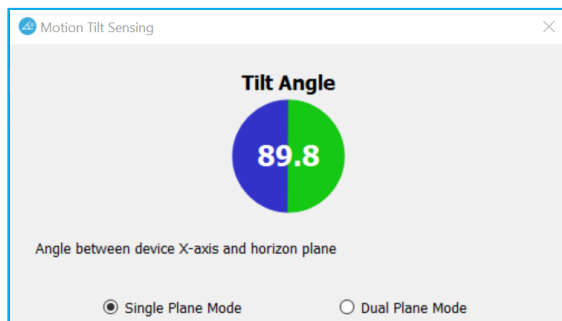 Motion Tilt Sensing
Tilt Angle
89.8
Angle between device X-axis and horizon plane
Single Plane Mode Dual Plane Mode